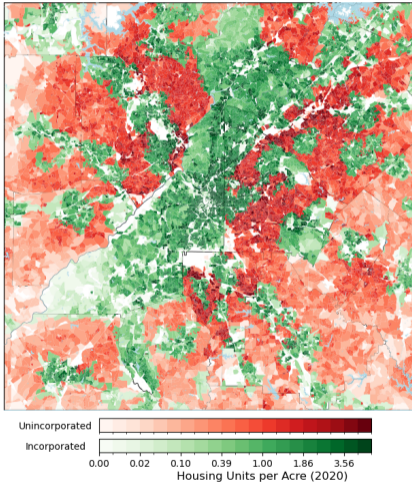 Unincorporated
Incorporated
0.00 0.02 0.10 0.39 1.00 1.86 3.56
Housing Units per Acre (2020)